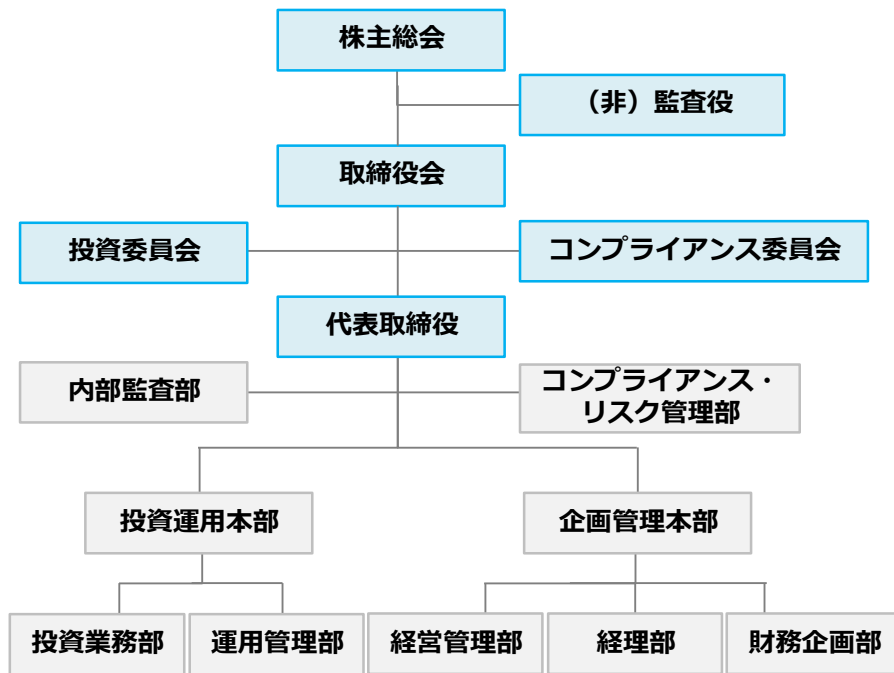 株主総会
（非）監査役
取締役会
投資委員会
コンプライアンス委員会
代表取締役
内部監査部
コンプライアンス・
リスク管理部
投資運用本部
企画管理本部
投資業務部
運用管理部
経営管理部
経理部
財務企画部